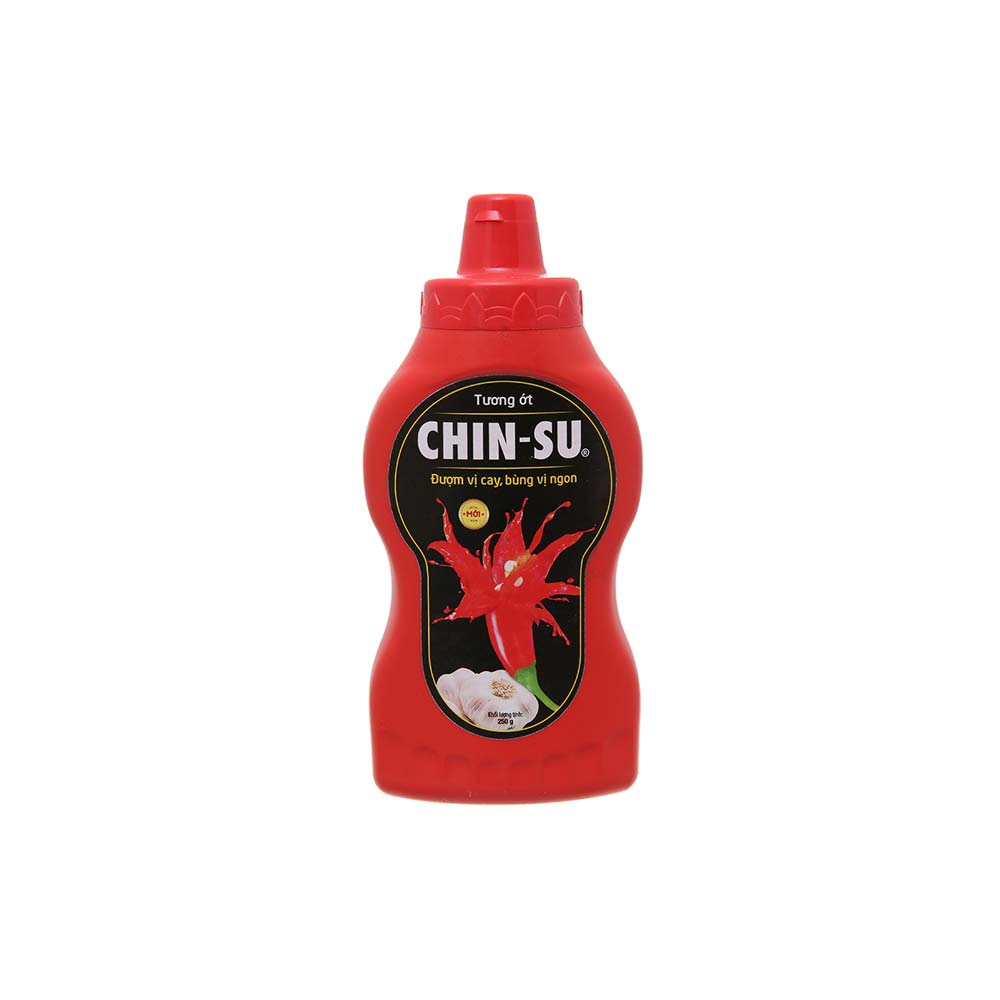 Tương ớt
CHIN-SU®
Đượm vị cay, bùng vị ngon
MỚI
Khối lượng tịnh:
250 g